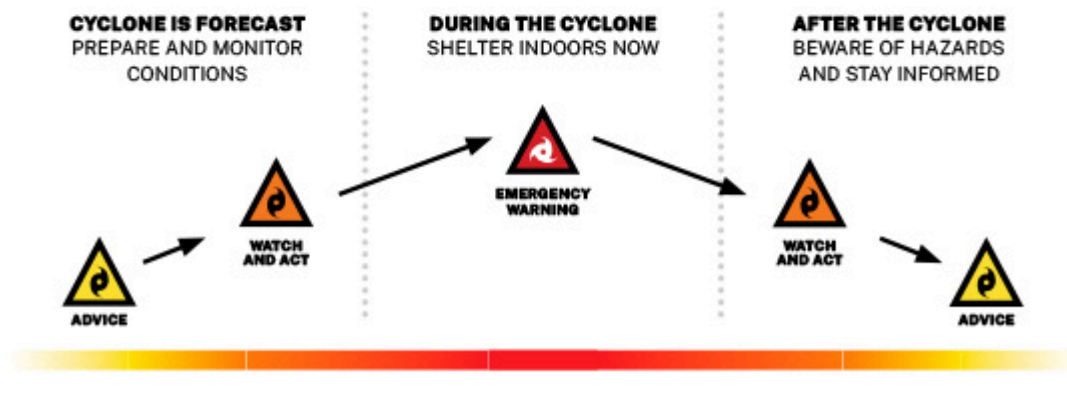 CYCLONE IS FORECAST
PREPARE AND MONITOR
CONDITIONS
DURING THE CYCLONE
SHELTER INDOORS NOW
AFTER THE CYCLONE
BEWARE OF HAZARDS
AND STAY INFORMED
ADVICE
WATCH
AND ACT
EMERGENCY
WARNING
WATCH
AND ACT
ADVICE